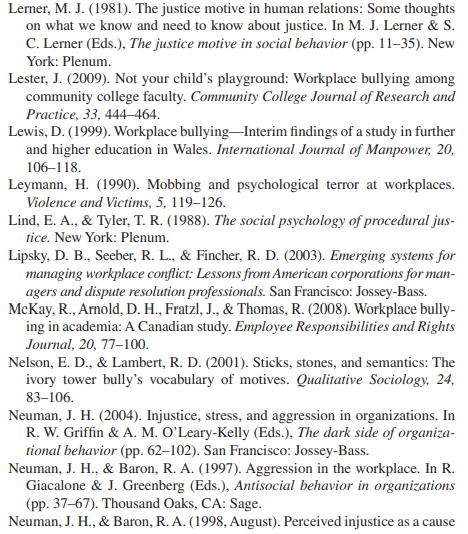 Lerner, M. J. (1981). The justice motive in human relations: Some thoughts
on what we know and need to know about justice. In M. J. Lerner & S.
C. Lerner (Eds.), The justice motive in social behavior (pp. 11–35). New
York: Plenum.
Lester, J. (2009). Not your child's playground: Workplace bullying among
community college faculty. Community College Journal of Research and
Practice, 33, 444–464.
Lewis, D. (1999). Workplace bullying—Interim findings of a study in further
and higher education in Wales. International Journal of Manpower, 20,
106–118.
Leymann, H. (1990). Mobbing and psychological terror at workplaces.
Violence and Victims, 5, 119–126.
Lind, E. A., & Tyler, T. R. (1988). The social psychology of procedural jus-
tice. New York: Plenum.
Lipsky, D. B., Seeber, R. L., & Fincher, R. D. (2003). Emerging systems for
managing workplace conflict: Lessons from American corporations for man-
agers and dispute resolution professionals. San Francisco: Jossey-Bass.
McKay, R., Arnold, D. H., Fratzl, J., & Thomas, R. (2008). Workplace bully-
ing in academia: A Canadian study. Employee Responsibilities and Rights
Journal, 20, 77–100.
Nelson, E. D., & Lambert, R. D. (2001). Sticks, stones, and semantics: The
ivory tower bully's vocabulary of motives. Qualitative Sociology, 24,
83–106.
Neuman, J. H. (2004). Injustice, stress, and aggression in organizations. In
R. W. Griffin & A. M. O'Leary-Kelly (Eds.), The dark side of organiza-
tional behavior (pp. 62–102). San Francisco: Jossey-Bass.
Neuman, J. H., & Baron, R. A. (1997). Aggression in the workplace. In R.
Giacalone & J. Greenberg (Eds.), Antisocial behavior in organizations
(pp. 37–67). Thousand Oaks, CA: Sage.
Neuman, J. H., & Baron, R. A. (1998, August). Perceived injustice as a cause